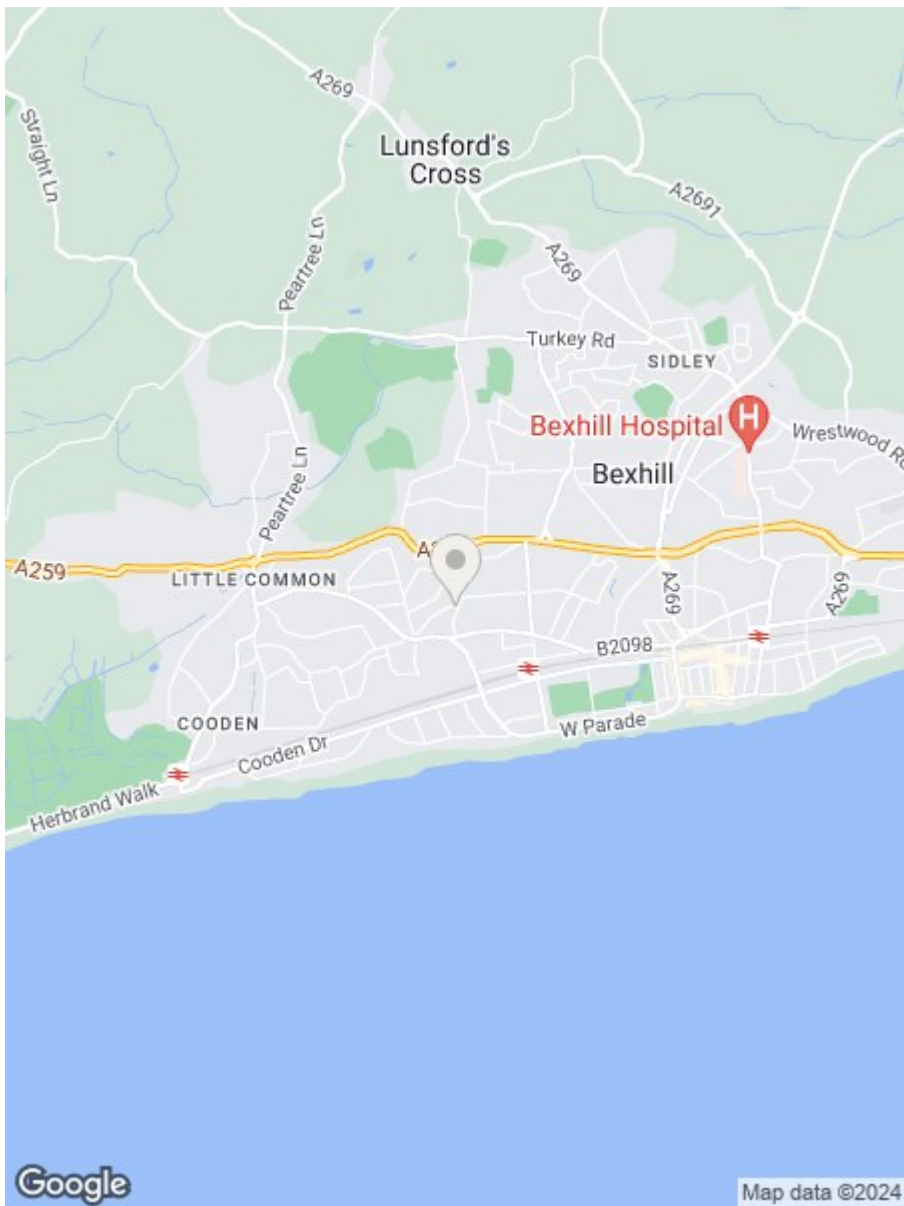 A269
Lunsford's
Cross
Straight Ln
A2691
Peartree Ln
A269
Turkey Rd
SIDLEY
Bexhill Hospital
H
Wrestwood Rd
Bexhill
Peartree Ln
A259
LITTLE COMMON
A269
A269
B2098
COODEN
W Parade
Cooden Dr
Herbrand Walk
Google
Map data ©2024